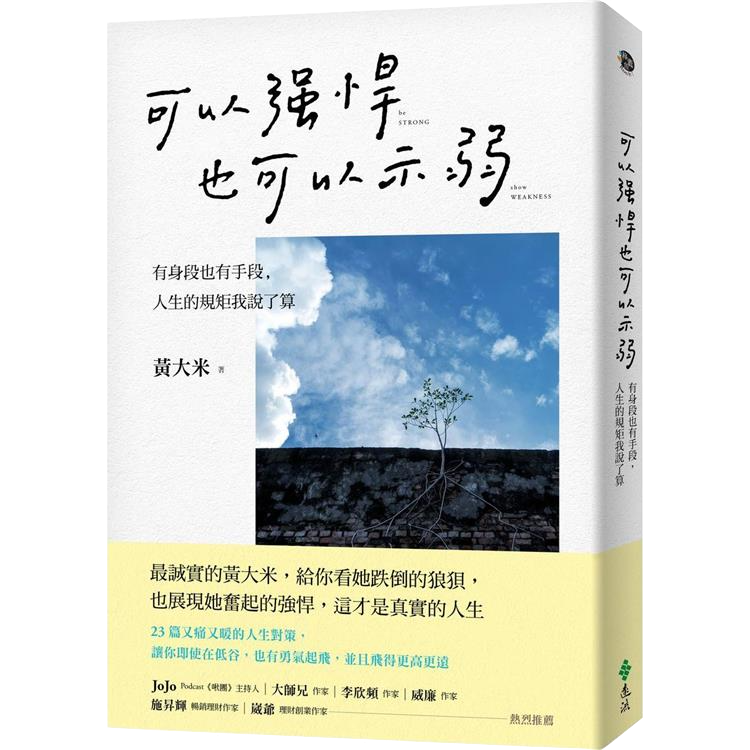 可以強悍
be
STRONG
也可以示弱
show
WEAKNESS
有身段也有手段，
人生的規矩我說了算
黃大米 著
最誠實的黃大米，給你看她跌倒的狼狽，
也展現她奮起的強悍，這才是真實的人生
23 篇又痛又暖的人生對策，
讓你即使在低谷，也有勇氣起飛，並且飛得更高更遠
JoJo Podcast《啾團》主持人｜大師兄 作家｜李欣頻 作家｜威廉 作家
施昇輝 暢銷理財作家｜崴爺 理財創業作家 熱烈推薦
可以強悍也可以示弱
有身段也有手段，
人生的規矩我說了算
遠流